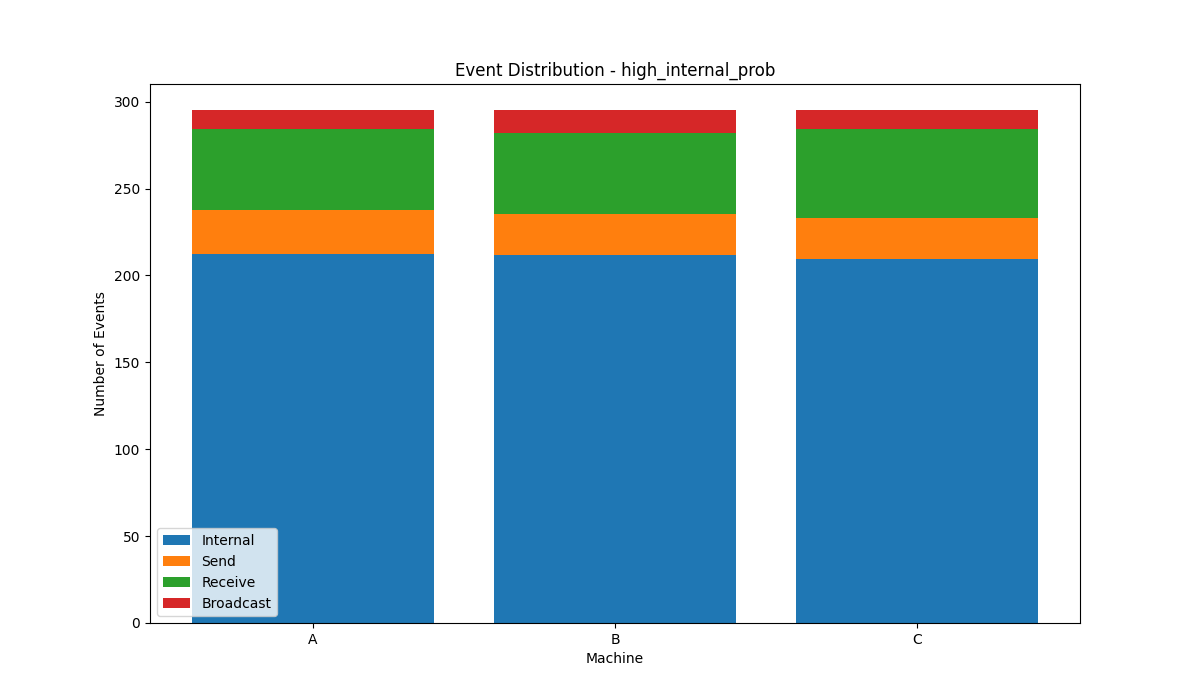 Event Distribution - high_internal_prob
Number of Events
300
250
200
150
100
50
0
Internal
Send
Receive
Broadcast
A B C
Machine